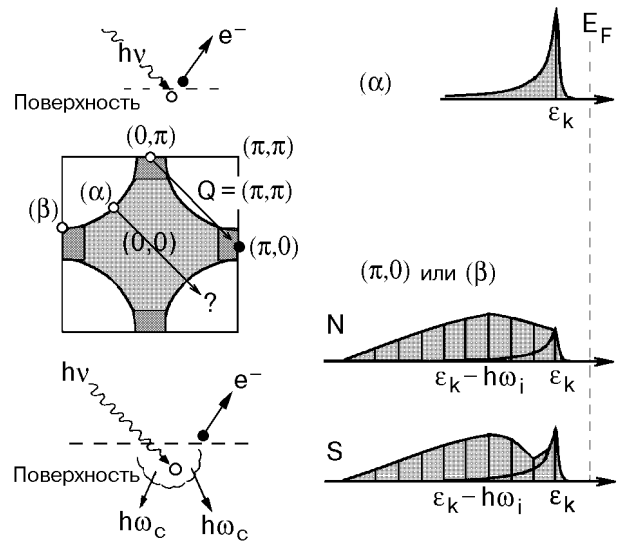 hν
e⁻
Поверхность
(α)
E_F
ε_k
(0,π)
(π,π)
(α)
Q = (π,π)
(β)
(0,0)
(π,0)
?
(π,0) или (β)
N
ε_k − hω_i
ε_k
hν
e⁻
Поверхность
hω_c
hω_c
S
ε_k − hω_i
ε_k